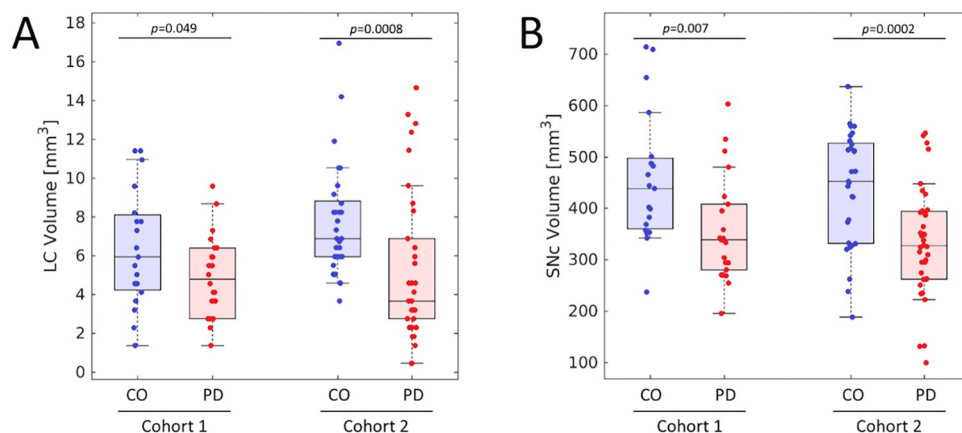 A
LC Volume [mm³]
18
16
14
12
10
8
6
4
2
0
p=0.049
p=0.0008
CO
PD
CO
PD
Cohort 1
Cohort 2
B
SNc Volume [mm³]
700
600
500
400
300
200
100
p=0.007
p=0.0002
CO
PD
CO
PD
Cohort 1
Cohort 2